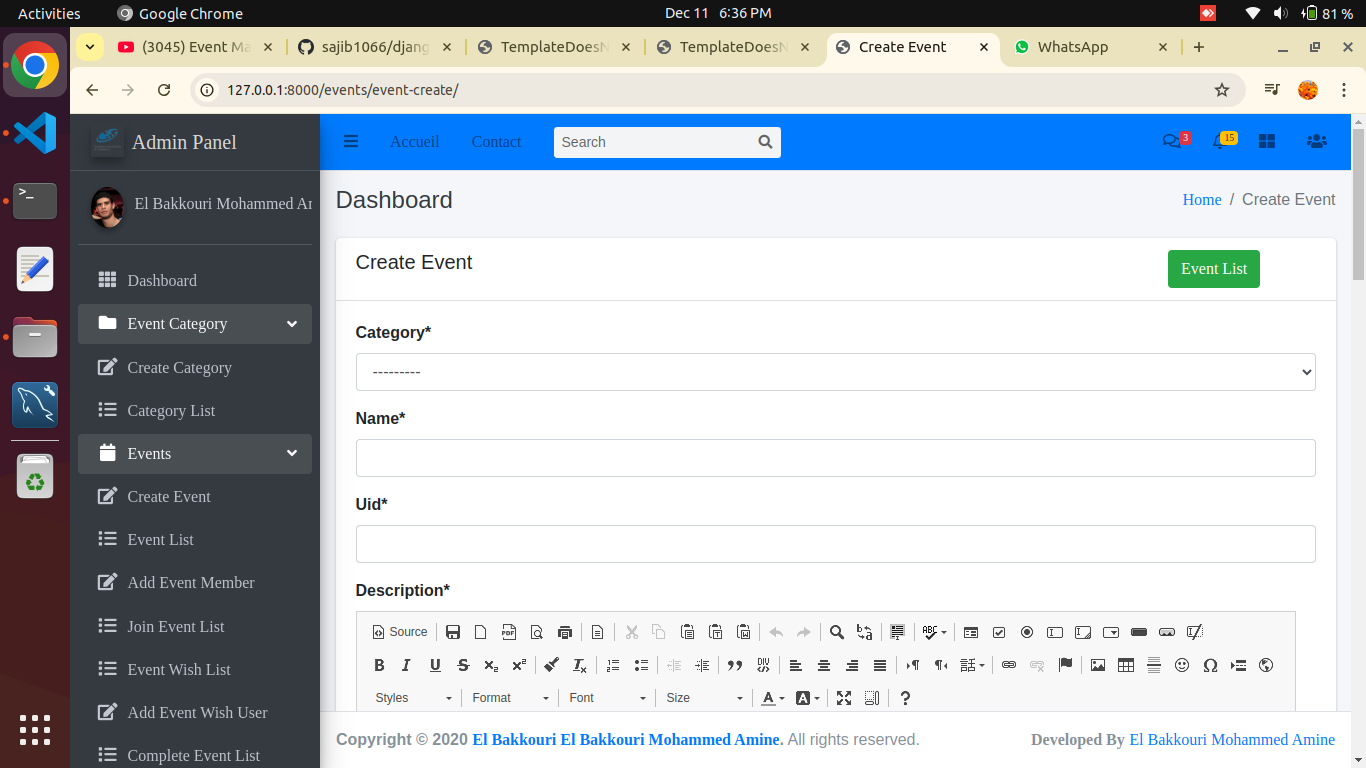 Activities Google Chrome Dec 11 6:36 PM 81 %
(3045) Event Ma sajib1066/djang TemplateDoesN TemplateDoesN Create Event WhatsApp
127.0.0.1:8000/events/event-create/
Admin Panel Accueil Contact Search 3 15
El Bakkouri Mohammed Am
Dashboard Home / Create Event
Create Event Event List
Dashboard
Event Category
Create Category
Category List
Events
Create Event
Event List
Add Event Member
Join Event List
Event Wish List
Add Event Wish User
Complete Event List
Category*
---------
Name*
Uid*
Description*
Source
Styles Format Font Size
Copyright © 2020 El Bakkouri El Bakkouri Mohammed Amine. All rights reserved. Developed By El Bakkouri Mohammed Amine